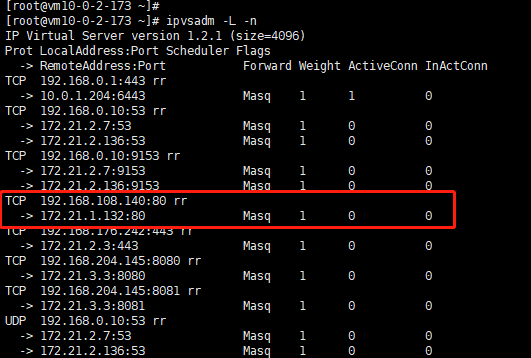 [root@vm10-0-2-173 ~]#
[root@vm10-0-2-173 ~]# ipvsadm -L -n
IP Virtual Server version 1.2.1 (size=4096)
Prot LocalAddress:Port Scheduler Flags
  -> RemoteAddress:Port           Forward Weight ActiveConn InActConn
TCP  192.168.0.1:443 rr
  -> 10.0.1.204:6443              Masq    1      1          0
TCP  192.168.0.10:53 rr
  -> 172.21.2.7:53                Masq    1      0          0
  -> 172.21.2.136:53              Masq    1      0          0
TCP  192.168.0.10:9153 rr
  -> 172.21.2.7:9153              Masq    1      0          0
  -> 172.21.2.136:9153            Masq    1      0          0
TCP  192.168.108.140:80 rr
  -> 172.21.1.132:80              Masq    1      0          0
TCP  192.168.176.242:443 rr
  -> 172.21.2.3:443               Masq    1      0          0
TCP  192.168.204.145:8080 rr
  -> 172.21.3.3:8080              Masq    1      0          0
TCP  192.168.204.145:8081 rr
  -> 172.21.3.3:8081              Masq    1      0          0
UDP  192.168.0.10:53 rr
  -> 172.21.2.7:53                Masq    1      0          0
  -> 172.21.2.136:53              Masq    1      0          0